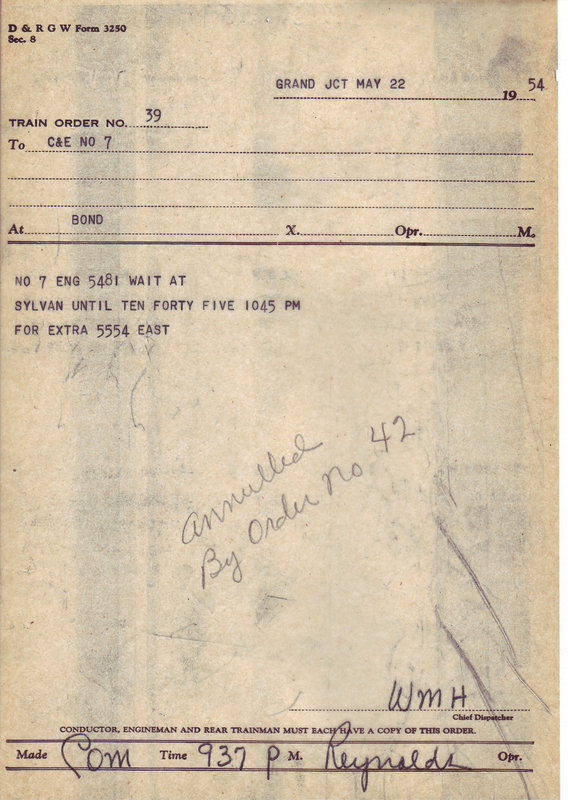 D & R G W Form 3250
Sec. 8
GRAND JCT MAY 22 1954
TRAIN ORDER NO. 39
To C&E NO 7
At BOND X. Opr. M.
NO 7 ENG 5481 WAIT AT
SYLVAN UNTIL TEN FORTY FIVE 1045 PM
FOR EXTRA 5554 EAST
Annulled
By Order No 42
WMH
Chief Dispatcher
CONDUCTOR, ENGINEMAN AND REAR TRAINMAN MUST EACH HAVE A COPY OF THIS ORDER.
Made Com Time 937 P M. Reynolds Opr.